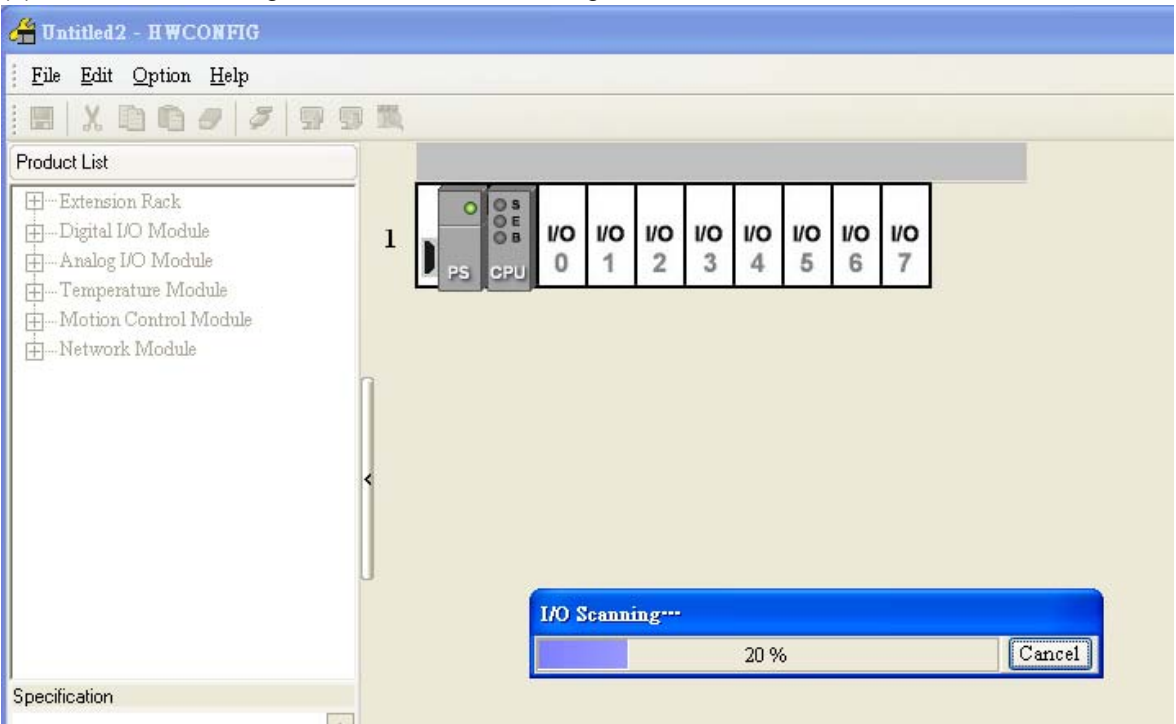 Untitled2 - HWCONFIG
File Edit Option Help
Product List
Extension Rack
Digital I/O Module
Analog I/O Module
Temperature Module
Motion Control Module
Network Module
1
PS
S
E
B
CPU
I/O 0
I/O 1
I/O 2
I/O 3
I/O 4
I/O 5
I/O 6
I/O 7
I/O Scanning---
20 %
Cancel
Specification